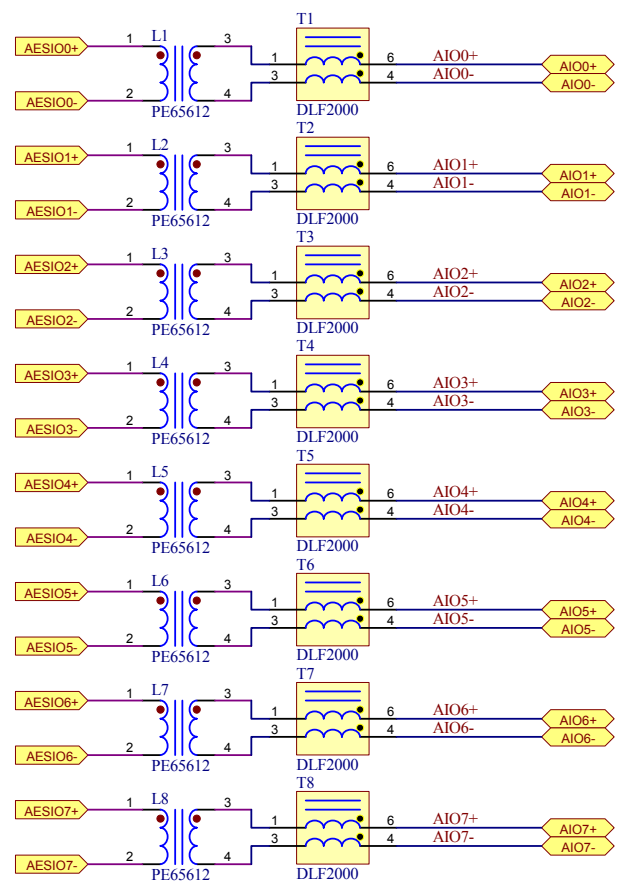 T1
L1
AESIO0+ 1 3 1 6 AIO0+ AIO0+
3 4 AIO0- AIO0-
AESIO0- 2 4
PE65612 DLF2000
T2
L2
AESIO1+ 1 3 1 6 AIO1+ AIO1+
3 4 AIO1- AIO1-
AESIO1- 2 4
PE65612 DLF2000
T3
L3
AESIO2+ 1 3 1 6 AIO2+ AIO2+
3 4 AIO2- AIO2-
AESIO2- 2 4
PE65612 DLF2000
T4
L4
AESIO3+ 1 3 1 6 AIO3+ AIO3+
3 4 AIO3- AIO3-
AESIO3- 2 4
PE65612 DLF2000
T5
L5
AESIO4+ 1 3 1 6 AIO4+ AIO4+
3 4 AIO4- AIO4-
AESIO4- 2 4
PE65612 DLF2000
T6
L6
AESIO5+ 1 3 1 6 AIO5+ AIO5+
3 4 AIO5- AIO5-
AESIO5- 2 4
PE65612 DLF2000
T7
L7
AESIO6+ 1 3 1 6 AIO6+ AIO6+
3 4 AIO6- AIO6-
AESIO6- 2 4
PE65612 DLF2000
T8
L8
AESIO7+ 1 3 1 6 AIO7+ AIO7+
3 4 AIO7- AIO7-
AESIO7- 2 4
PE65612 DLF2000